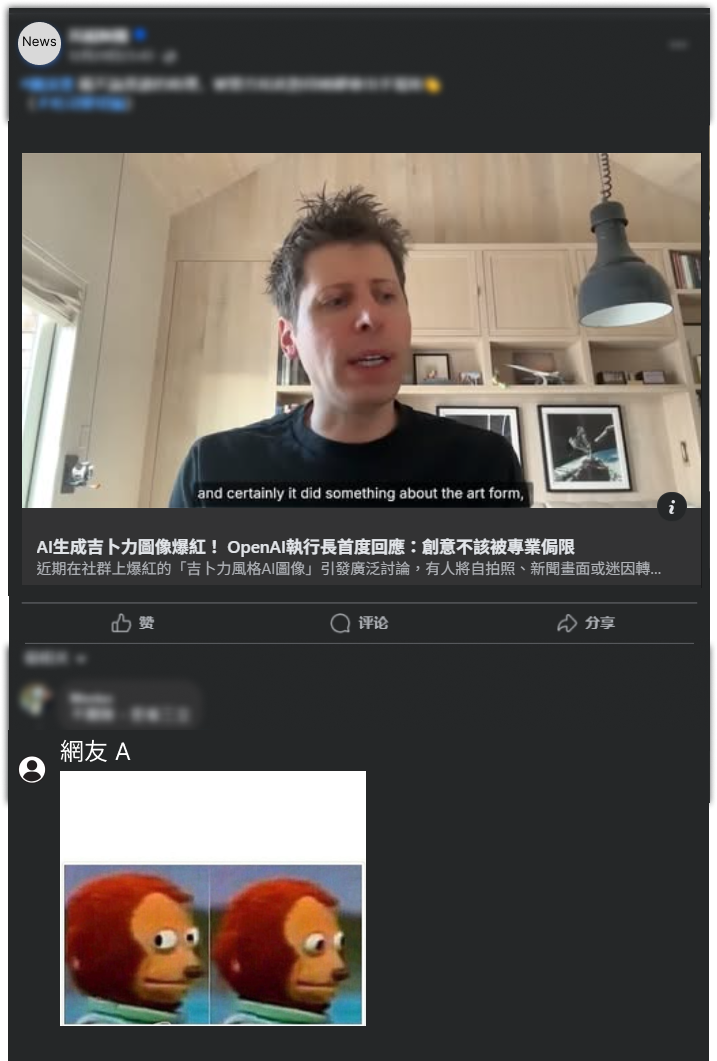 News
and certainly it did something about the art form,
AI生成吉卜力圖像爆紅！ OpenAI執行長首度回應：創意不該被專業侷限
近期在社群上爆紅的「吉卜力風格AI圖像」引發廣泛討論，有人將自拍照、新聞畫面或迷因轉...
赞
评论
分享
網友 A